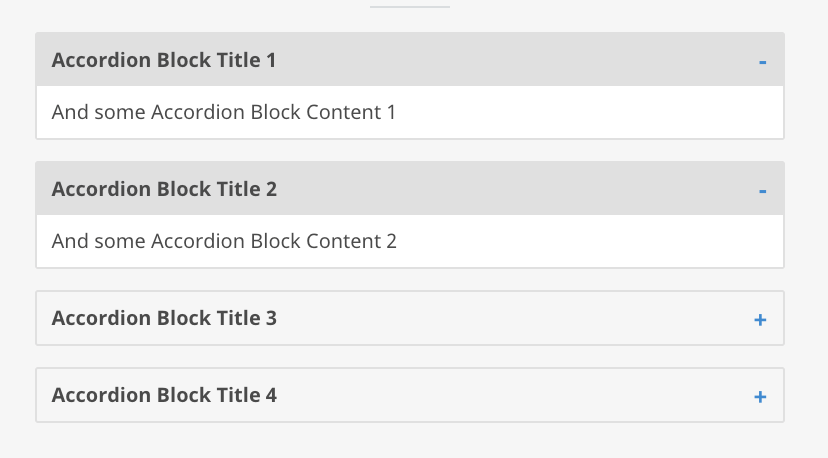 Accordion Block Title 1 -
And some Accordion Block Content 1
Accordion Block Title 2 -
And some Accordion Block Content 2
Accordion Block Title 3 +
Accordion Block Title 4 +